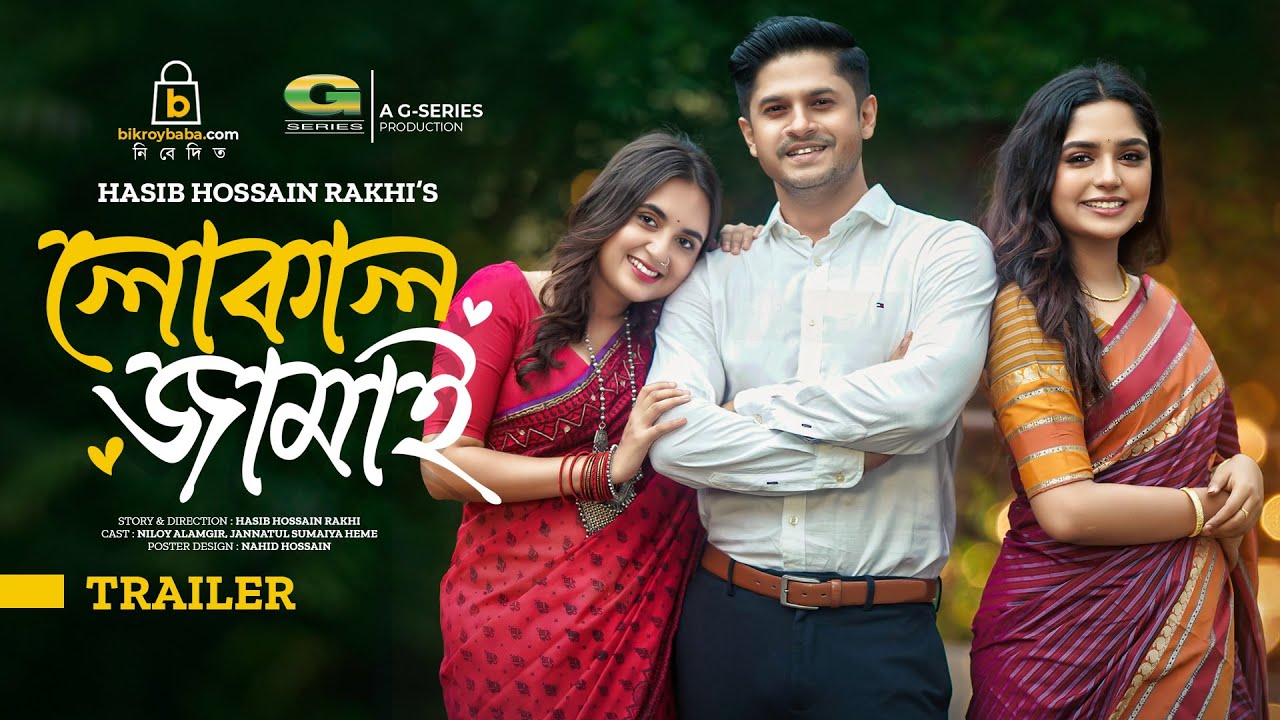 b
bikroybaba.com
নিবেদিত
G
SERIES
A G-SERIES
PRODUCTION
HASIB HOSSAIN RAKHI'S
লোকাল
জামাই
STORY & DIRECTION : HASIB HOSSAIN RAKHI
CAST : NILOY ALAMGIR, JANNATUL SUMAIYA HEME
POSTER DESIGN : NAHID HOSSAIN
TRAILER